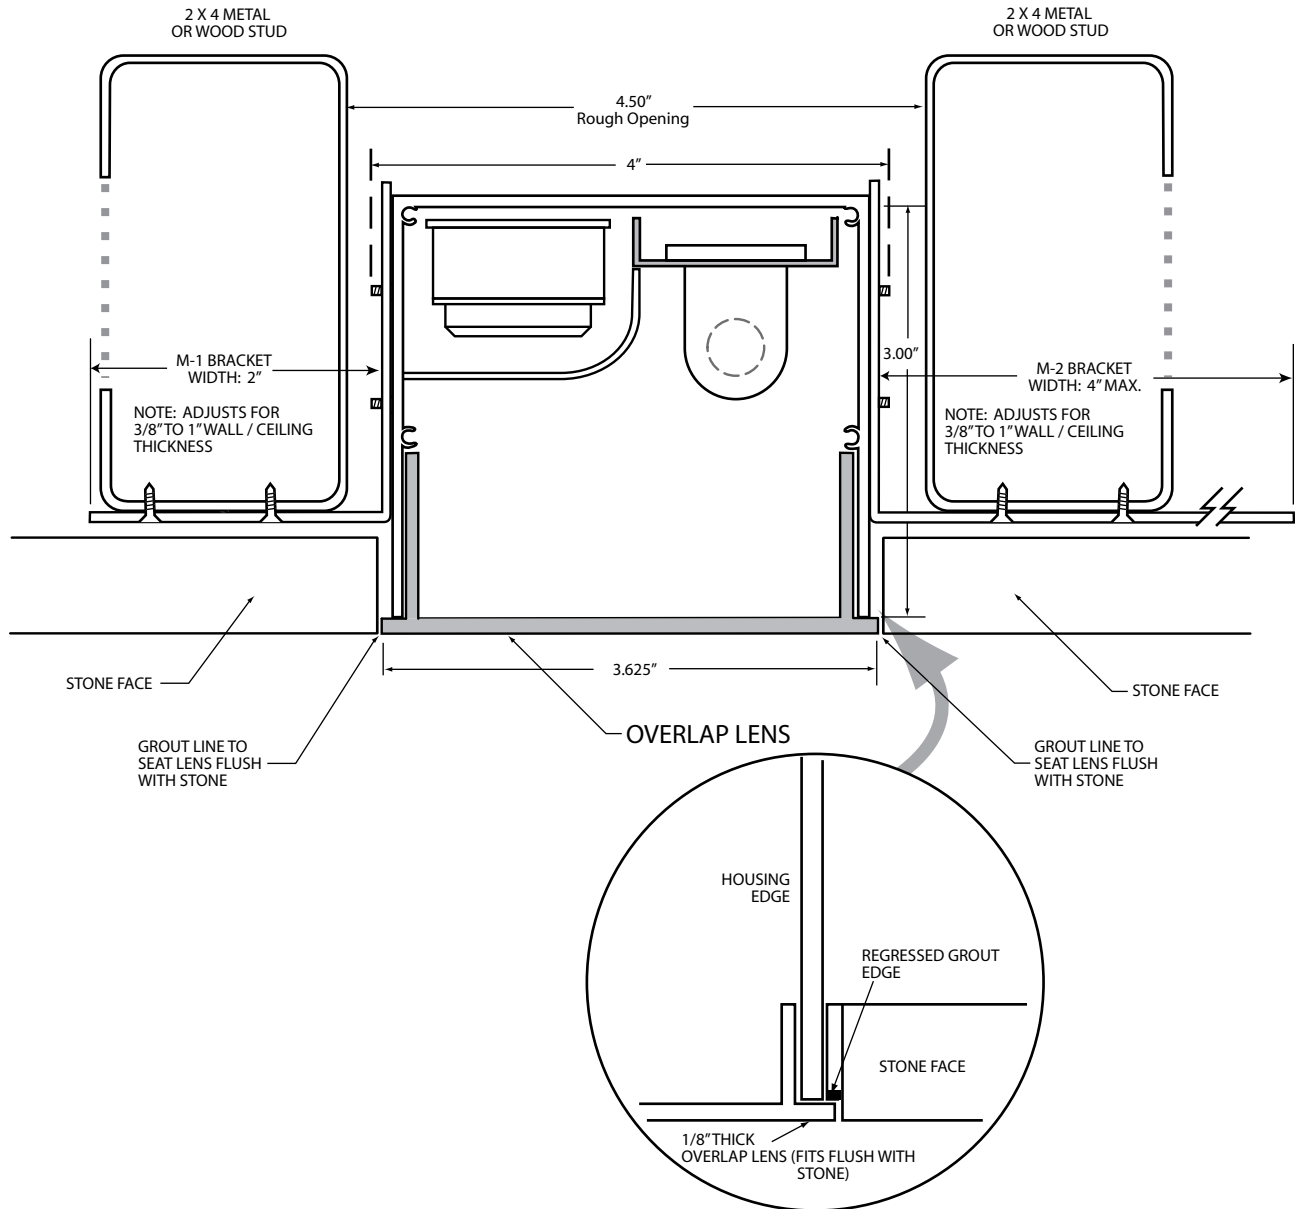 2 X 4 METAL
OR WOOD STUD
2 X 4 METAL
OR WOOD STUD
4.50”
Rough Opening
4”
3.00”
M-1 BRACKET
WIDTH: 2”
NOTE: ADJUSTS FOR
3/8” TO 1” WALL / CEILING
THICKNESS
M-2 BRACKET
WIDTH: 4” MAX.
NOTE: ADJUSTS FOR
3/8” TO 1” WALL / CEILING
THICKNESS
3.625”
STONE FACE
STONE FACE
OVERLAP LENS
GROUT LINE TO
SEAT LENS FLUSH
WITH STONE
GROUT LINE TO
SEAT LENS FLUSH
WITH STONE
HOUSING
EDGE
REGRESSED GROUT
EDGE
STONE FACE
1/8” THICK
OVERLAP LENS (FITS FLUSH WITH
STONE)